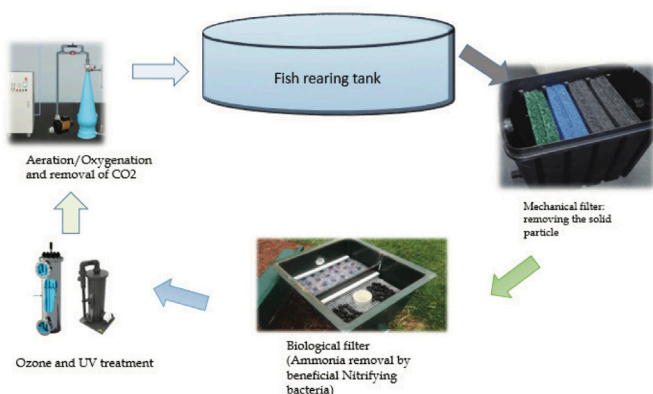 Fish rearing tank
Aeration/Oxygenation
and removal of CO2
Mechanical filter:
removing the solid
particle
Biological filter
(Ammonia removal by
beneficial Nitrifying
bacteria)
Ozone and UV treatment